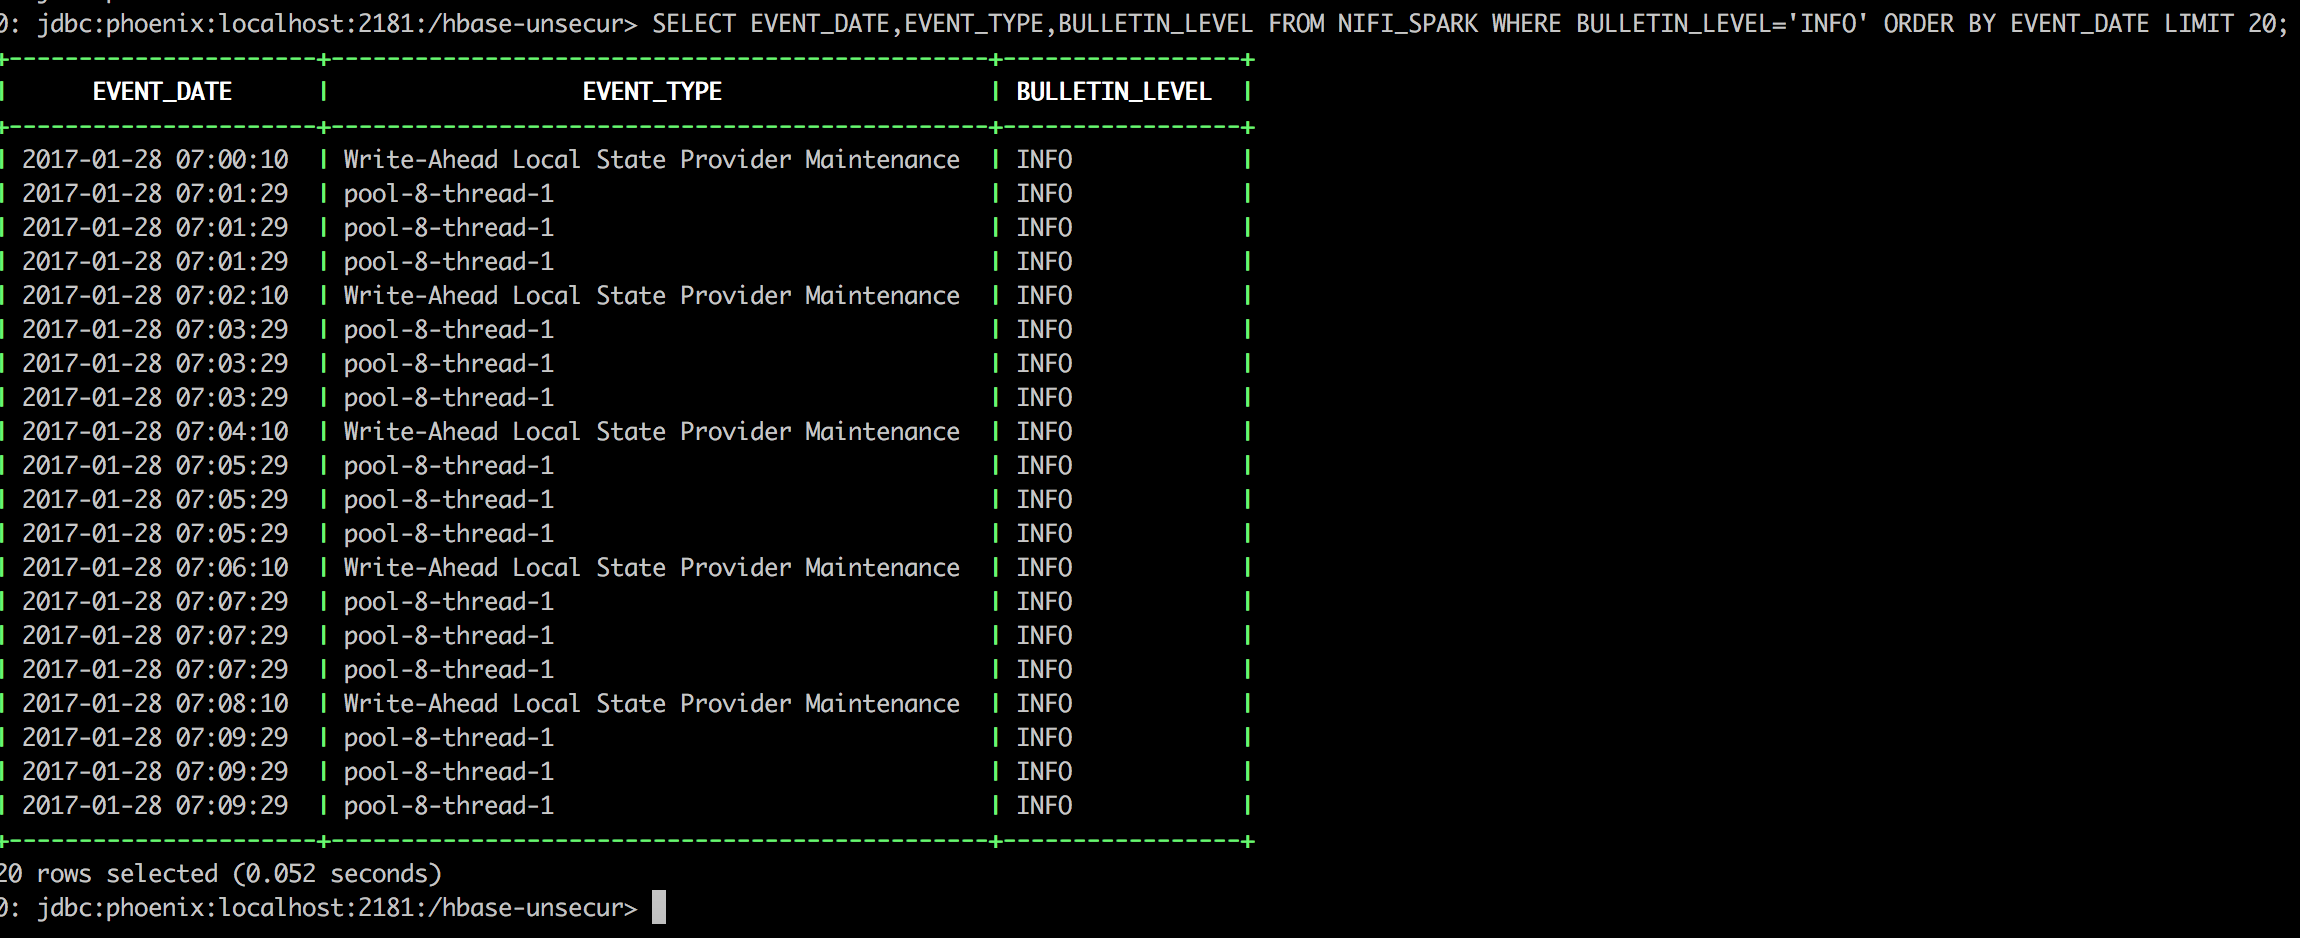 0: jdbc:phoenix:localhost:2181:/hbase-unsecur> SELECT EVENT_DATE,EVENT_TYPE,BULLETIN_LEVEL FROM NIFI_SPARK WHERE BULLETIN_LEVEL='INFO' ORDER BY EVENT_DATE LIMIT 20;
+----------------------+-----------------------------------------------+-----------------+
| EVENT_DATE | EVENT_TYPE | BULLETIN_LEVEL |
+----------------------+-----------------------------------------------+-----------------+
| 2017-01-28 07:00:10 | Write-Ahead Local State Provider Maintenance | INFO |
| 2017-01-28 07:01:29 | pool-8-thread-1 | INFO |
| 2017-01-28 07:01:29 | pool-8-thread-1 | INFO |
| 2017-01-28 07:01:29 | pool-8-thread-1 | INFO |
| 2017-01-28 07:02:10 | Write-Ahead Local State Provider Maintenance | INFO |
| 2017-01-28 07:03:29 | pool-8-thread-1 | INFO |
| 2017-01-28 07:03:29 | pool-8-thread-1 | INFO |
| 2017-01-28 07:03:29 | pool-8-thread-1 | INFO |
| 2017-01-28 07:04:10 | Write-Ahead Local State Provider Maintenance | INFO |
| 2017-01-28 07:05:29 | pool-8-thread-1 | INFO |
| 2017-01-28 07:05:29 | pool-8-thread-1 | INFO |
| 2017-01-28 07:05:29 | pool-8-thread-1 | INFO |
| 2017-01-28 07:06:10 | Write-Ahead Local State Provider Maintenance | INFO |
| 2017-01-28 07:07:29 | pool-8-thread-1 | INFO |
| 2017-01-28 07:07:29 | pool-8-thread-1 | INFO |
| 2017-01-28 07:07:29 | pool-8-thread-1 | INFO |
| 2017-01-28 07:08:10 | Write-Ahead Local State Provider Maintenance | INFO |
| 2017-01-28 07:09:29 | pool-8-thread-1 | INFO |
| 2017-01-28 07:09:29 | pool-8-thread-1 | INFO |
| 2017-01-28 07:09:29 | pool-8-thread-1 | INFO |
+----------------------+-----------------------------------------------+-----------------+
20 rows selected (0.052 seconds)
0: jdbc:phoenix:localhost:2181:/hbase-unsecur>